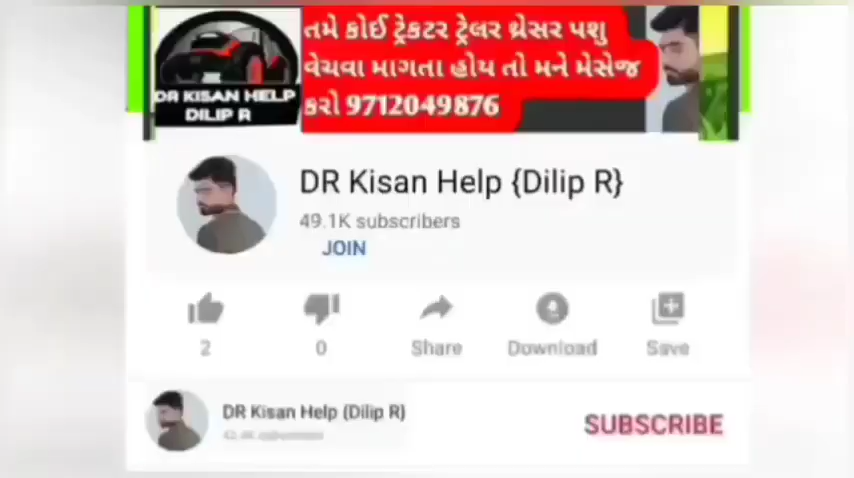 તમે કોઈ ટ્રેકટર ટ્રેલર થ્રેસર પશુ
વેચવા માગતા હોય તો મને મેસેજ
કરો 9712049876
DR KISAN HELP
DILIP R
DR Kisan Help {Dilip R}
49.1K subscribers
JOIN
2
0
Share
Download
Save
DR Kisan Help {Dilip R}
SUBSCRIBE